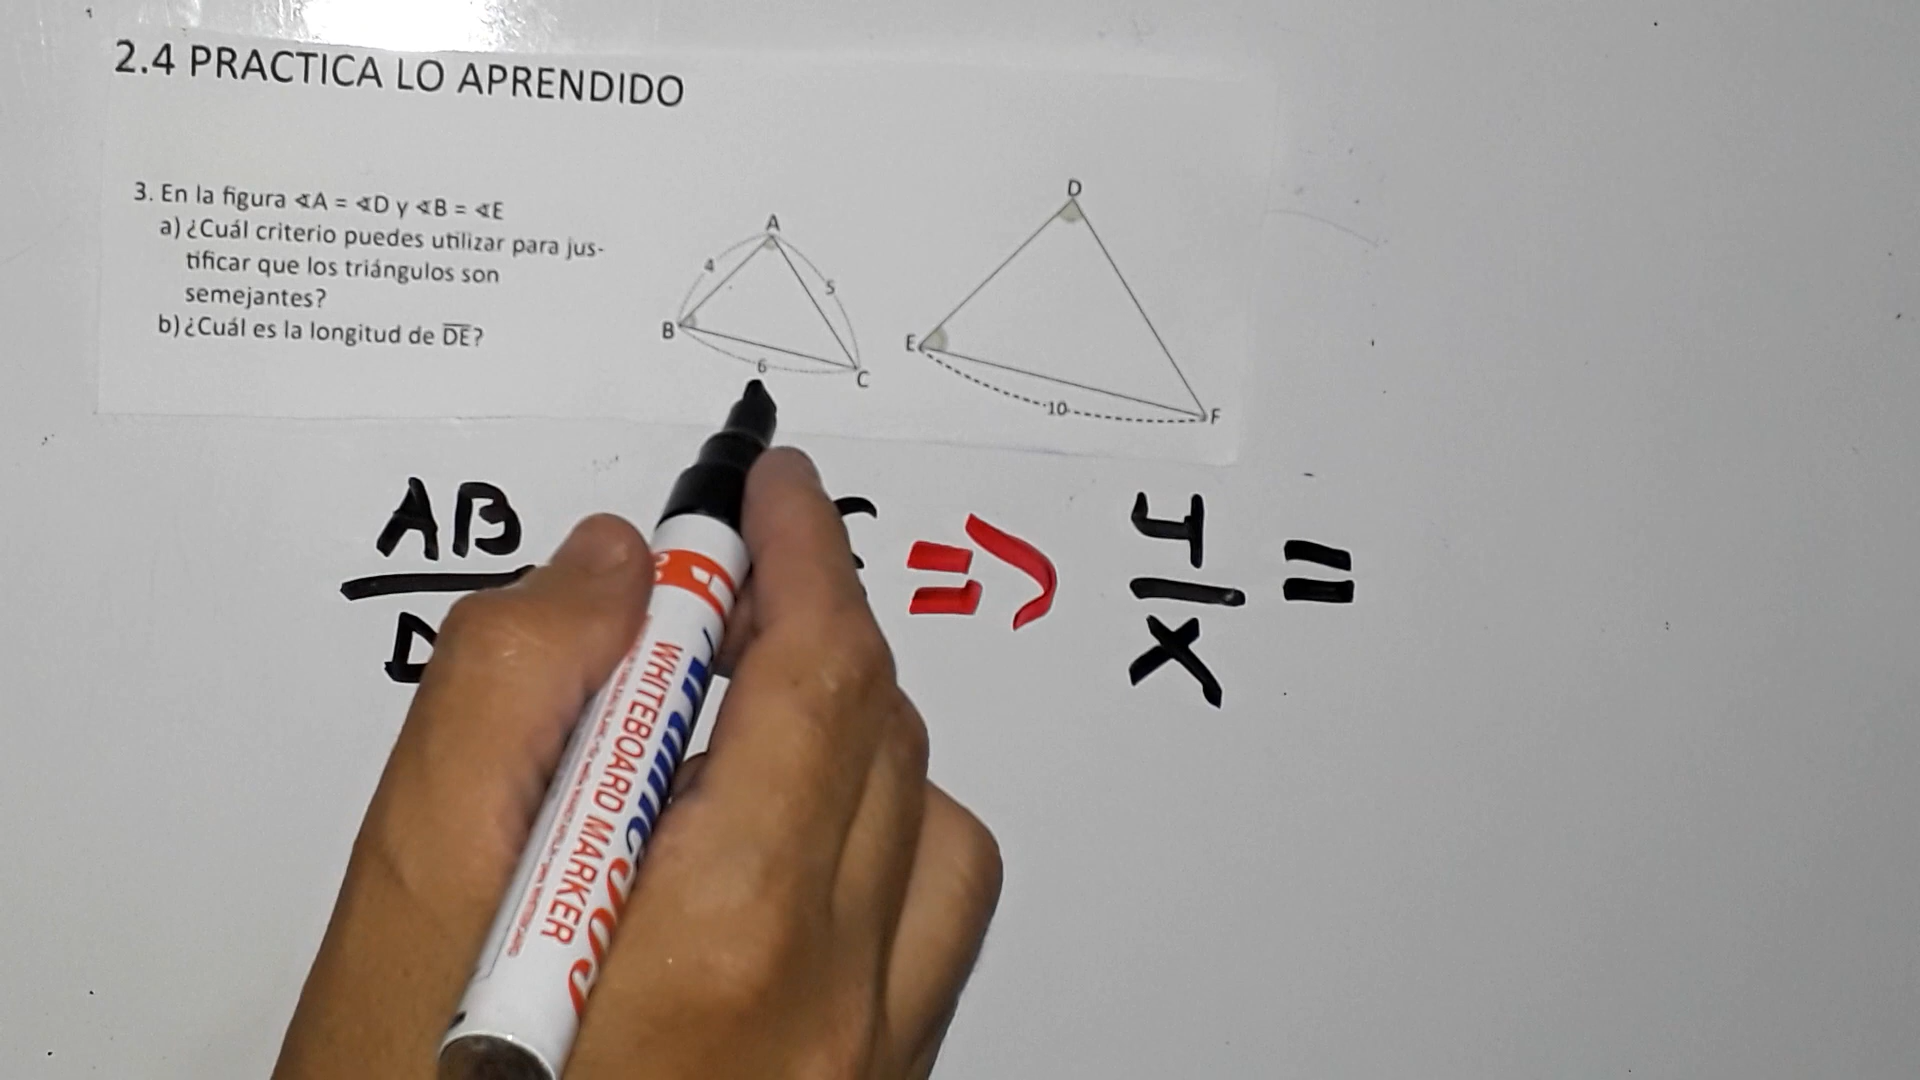 2.4 PRACTICA LO APRENDIDO
3. En la figura ∢A = ∢D y ∢B = ∢E
a) ¿Cuál criterio puedes utilizar para jus-
tificar que los triángulos son
semejantes?
b) ¿Cuál es la longitud de D̅E̅?
A
4
5
B
6
C
D
E
10
F
AB
D
=> 4/X =
WHITEBOARD MARKER